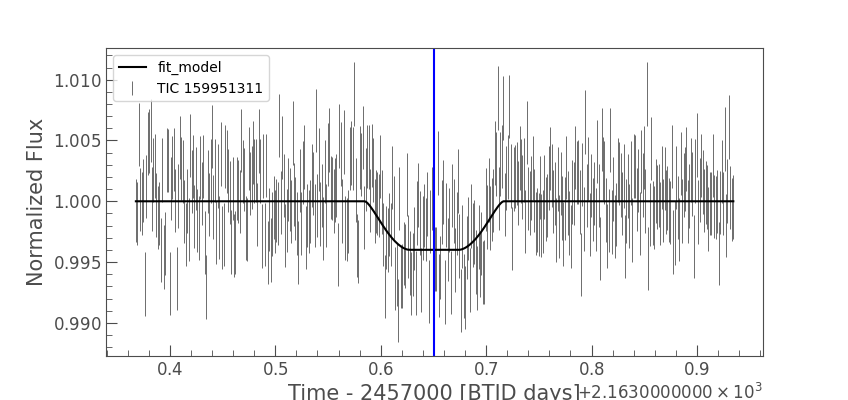 fit_model
TIC 159951311
Normalized Flux
1.010
1.005
1.000
0.995
0.990
0.4 0.5 0.6 0.7 0.8 0.9
Time - 2457000 [BTJD days]
+2.1630000000 × 10³